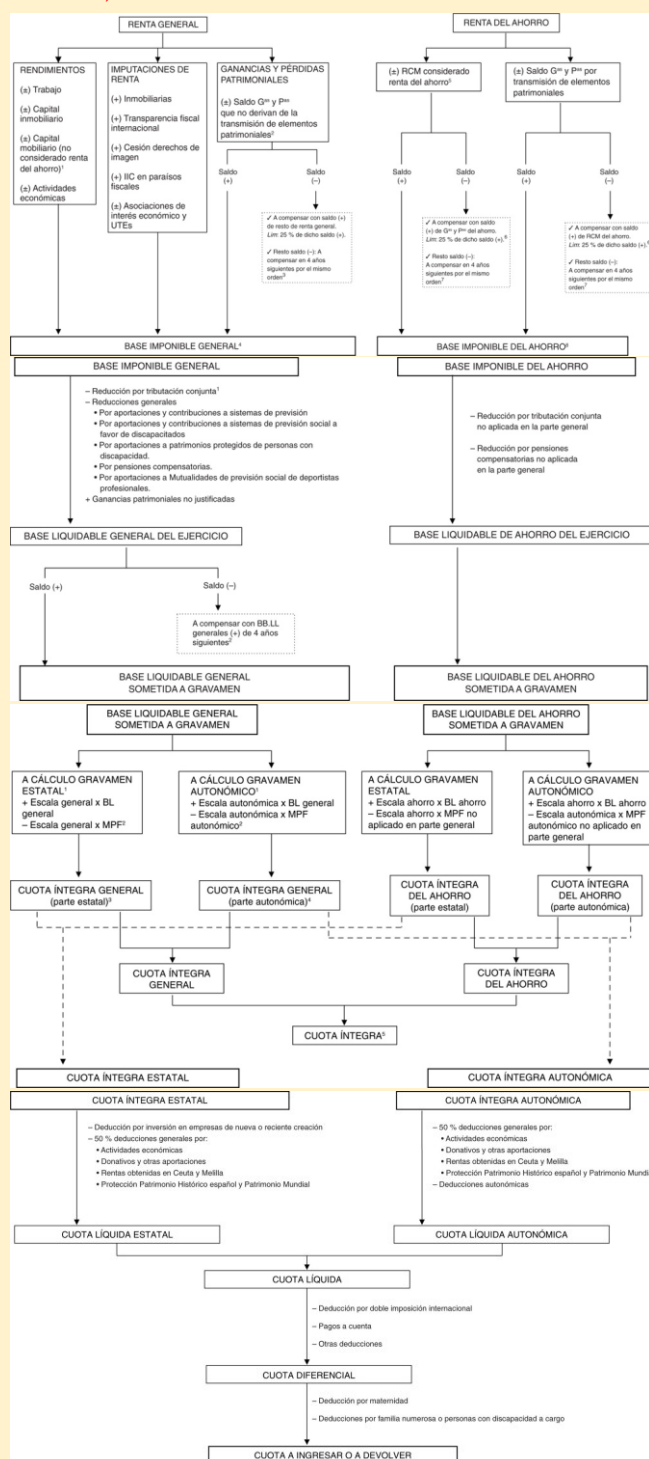 RENTA GENERAL
RENDIMIENTOS
(±) Trabajo
(±) Capital
inmobiliario
(±) Capital
mobiliario (no
considerado renta
del ahorro)¹
(±) Actividades
económicas
IMPUTACIONES DE
RENTA
(+) Inmobiliarias
(+) Transparencia fiscal
internacional
(+) Cesión derechos de
imagen
(+) IIC en paraísos
fiscales
(±) Asociaciones de
interés económico y
UTEs
GANANCIAS Y PÉRDIDAS
PATRIMONIALES
(±) Saldo Gᵃˢ y Pᵃˢ
que no derivan de la
transmisión de elementos
patrimoniales²
Saldo
(+)
Saldo
(–)
✓ A compensar con saldo (+)
de resto de renta general.
Lim: 25 % de dicho saldo (+).
✓ Resto saldo (–): A
compensar en 4 años
siguientes por el mismo
orden³
BASE IMPONIBLE GENERAL⁴
RENTA DEL AHORRO
(±) RCM considerado
renta del ahorro⁵
(±) Saldo Gᵃˢ y Pᵃˢ por
transmisión de elementos
patrimoniales
Saldo
(+)
Saldo
(–)
Saldo
(+)
Saldo
(–)
✓ A compensar con saldo
(+) de Gᵃˢ y Pᵃˢ del ahorro.
Lim: 25 % de dicho saldo (+).⁶
✓ Resto saldo (–):
A compensar en 4 años
siguientes por el mismo
orden⁷
✓ A compensar con saldo
(+) de RCM del ahorro.
Lim: 25 % de dicho saldo (+).⁶
✓ Resto saldo (–):
A compensar en 4 años
siguientes por el mismo
orden⁷
BASE IMPONIBLE DEL AHORRO⁸
BASE IMPONIBLE GENERAL
– Reducción por tributación conjunta¹
– Reducciones generales
• Por aportaciones y contribuciones a sistemas de previsión
• Por aportaciones y contribuciones a sistemas de previsión social a
favor de discapacitados
• Por aportaciones a patrimonios protegidos de personas con
discapacidad.
• Por pensiones compensatorias.
• Por aportaciones a Mutualidades de previsión social de deportistas
profesionales.
+ Ganancias patrimoniales no justificadas
BASE LIQUIDABLE GENERAL DEL EJERCICIO
Saldo (+)
Saldo (–)
A compensar con BB.LL
generales (+) de 4 años
siguientes²
BASE LIQUIDABLE GENERAL
SOMETIDA A GRAVAMEN
BASE IMPONIBLE DEL AHORRO
– Reducción por tributación conjunta
no aplicada en la parte general
– Reducción por pensiones
compensatorias no aplicada
en la parte general
BASE LIQUIDABLE DE AHORRO DEL EJERCICIO
BASE LIQUIDABLE DEL AHORRO
SOMETIDA A GRAVAMEN
BASE LIQUIDABLE GENERAL
SOMETIDA A GRAVAMEN
BASE LIQUIDABLE DEL AHORRO
SOMETIDA A GRAVAMEN
A CÁLCULO GRAVAMEN
ESTATAL¹
+ Escala general x BL
general
– Escala general x MPF²
A CÁLCULO GRAVAMEN
AUTONÓMICO¹
+ Escala autonómica x BL general
– Escala autonómica x MPF
autonómico²
A CÁLCULO GRAVAMEN
ESTATAL
+ Escala ahorro x BL ahorro
– Escala ahorro x MPF no
aplicado en parte general
A CÁLCULO GRAVAMEN
AUTONÓMICO
+ Escala ahorro x BL ahorro
– Escala autonómica x MPF
autonómico no aplicado en
parte general
CUOTA ÍNTEGRA GENERAL
(parte estatal)³
CUOTA ÍNTEGRA GENERAL
(parte autonómica)⁴
CUOTA ÍNTEGRA
DEL AHORRO
(parte estatal)
CUOTA ÍNTEGRA
DEL AHORRO
(parte autonómica)
CUOTA ÍNTEGRA
GENERAL
CUOTA ÍNTEGRA
DEL AHORRO
CUOTA ÍNTEGRA⁵
CUOTA ÍNTEGRA ESTATAL
CUOTA ÍNTEGRA AUTONÓMICA
CUOTA ÍNTEGRA ESTATAL
– Deducción por inversión en empresas de nueva o reciente creación
– 50 % deducciones generales por:
• Actividades económicas
• Donativos y otras aportaciones
• Rentas obtenidas en Ceuta y Melilla
• Protección Patrimonio Histórico español y Patrimonio Mundial
CUOTA LÍQUIDA ESTATAL
CUOTA ÍNTEGRA AUTONÓMICA
– 50 % deducciones generales por:
• Actividades económicas
• Donativos y otras aportaciones
• Rentas obtenidas en Ceuta y Melilla
• Protección Patrimonio Histórico español y Patrimonio Mundial
– Deducciones autonómicas
CUOTA LÍQUIDA AUTONÓMICA
CUOTA LÍQUIDA
– Deducción por doble imposición internacional
– Pagos a cuenta
– Otras deducciones
CUOTA DIFERENCIAL
– Deducción por maternidad
– Deducciones por familia numerosa o personas con discapacidad a cargo
CUOTA A INGRESAR O A DEVOLVER